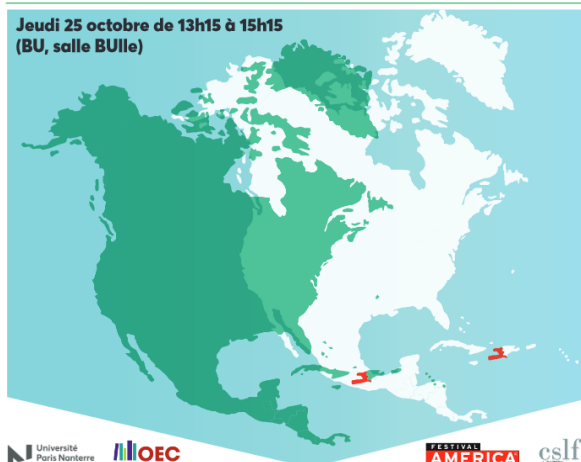 Jeudi 25 octobre de 13h15 à 15h15
(BU, salle BUlle)
Université
Paris Nanterre
OEC
FESTIVAL
AMERICA
cslf